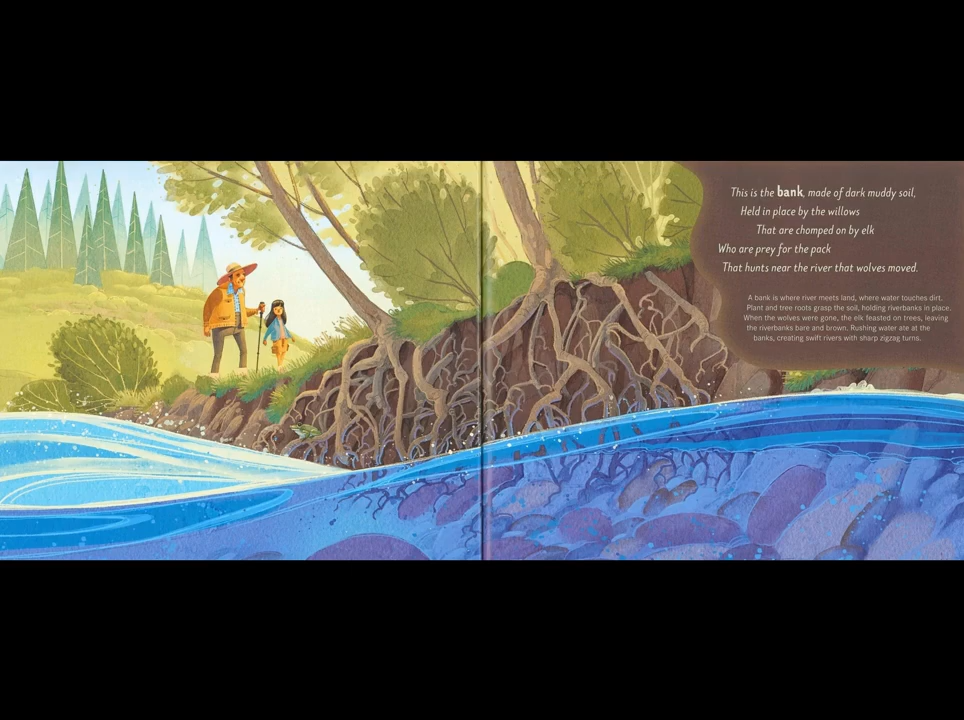 This is the bank, made of dark muddy soil,
Held in place by the willows
That are chomped on by elk
Who are prey for the pack
That hunts near the river that wolves moved.
A bank is where river meets land, where water touches dirt.
Plant and tree roots grasp the soil, holding riverbanks in place.
When the wolves were gone, the elk feasted on trees, leaving
the riverbanks bare and brown. Rushing water ate at the
banks, creating swift rivers with sharp zigzag turns.